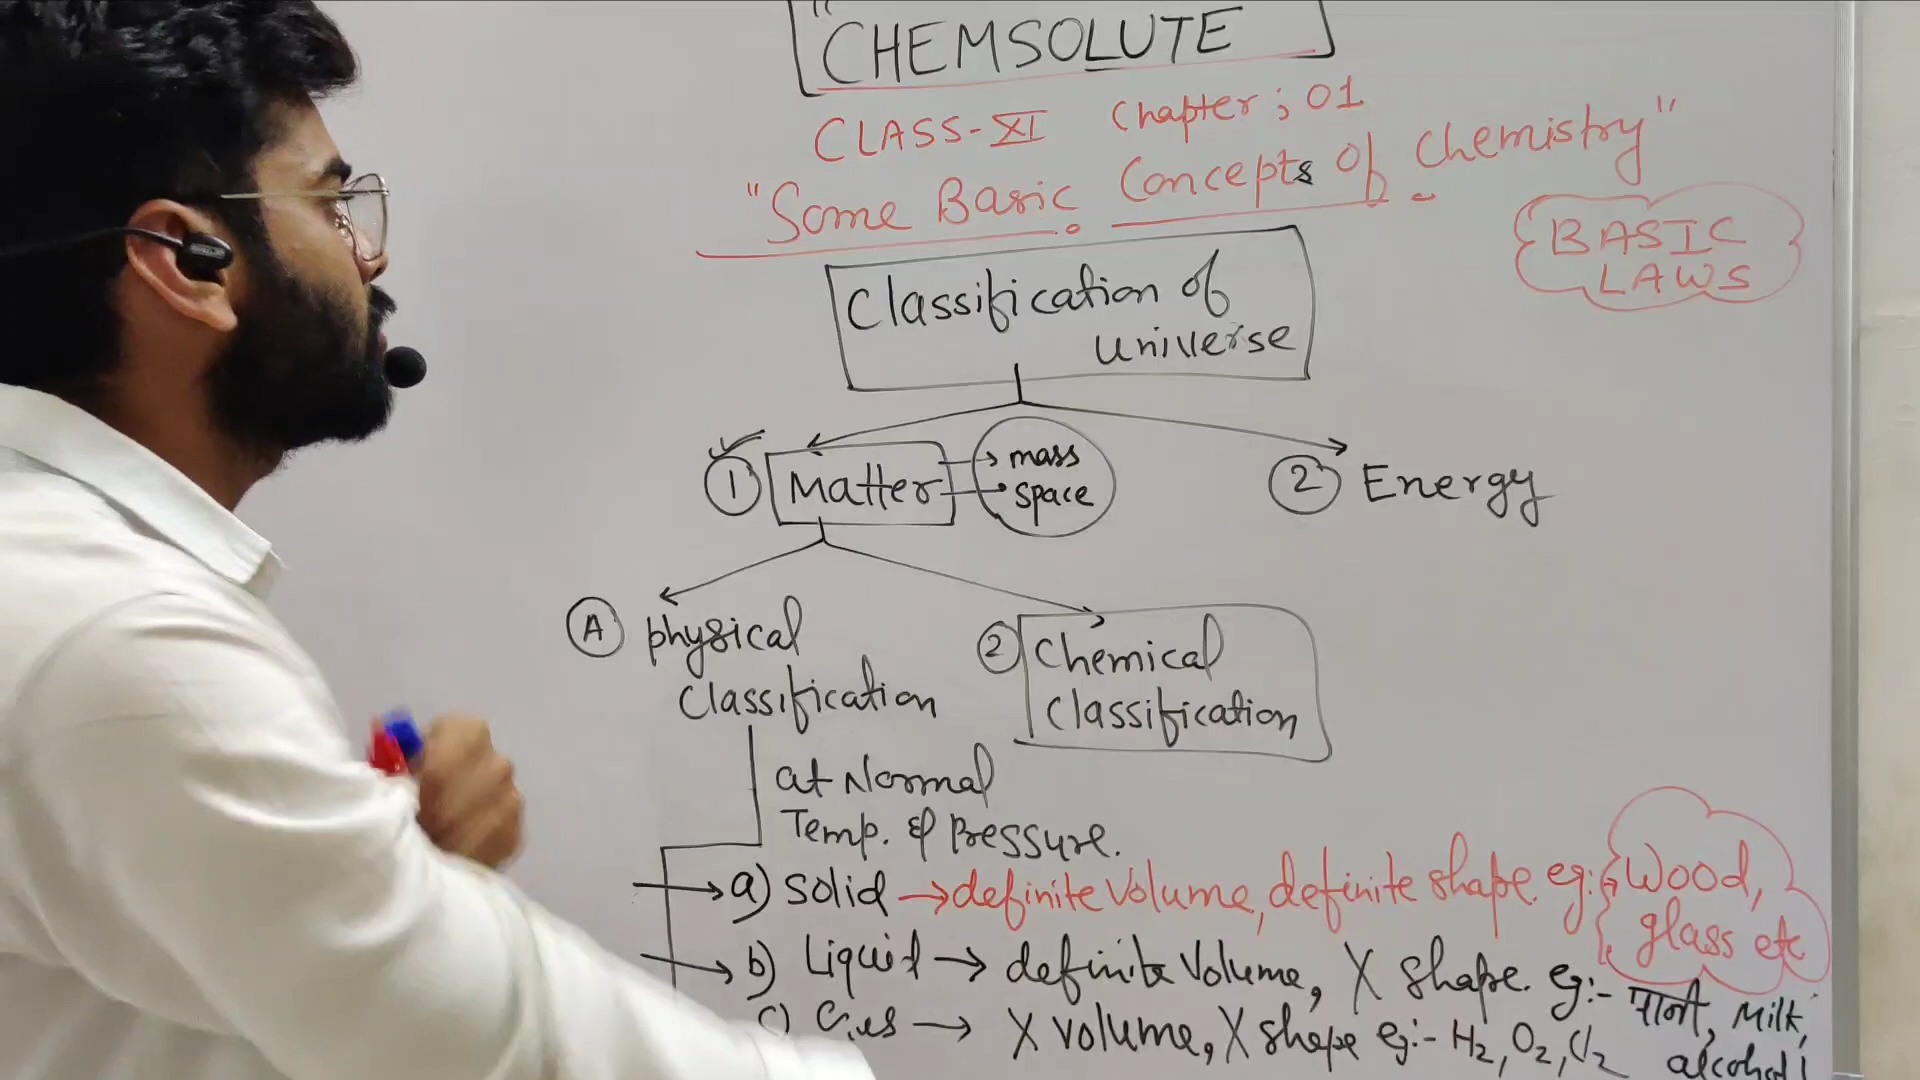 "CHEMSOLUTE
CLASS-XI Chapter; 01
"Some Basic Concepts of Chemistry"
BASIC
LAWS
Classification of
universe
1 Matter
mass
space
2 Energy
A physical
Classification
2 Chemical
Classification
at Normal
Temp. & Pressure.
a) Solid → definite volume, definite shape. eg:- Wood,
glass etc
b) Liquid → definite Volume, X shape. eg:- पानी, Milk,
alcohol
c) Gas → X volume, X shape eg:- H2, O2, Cl2